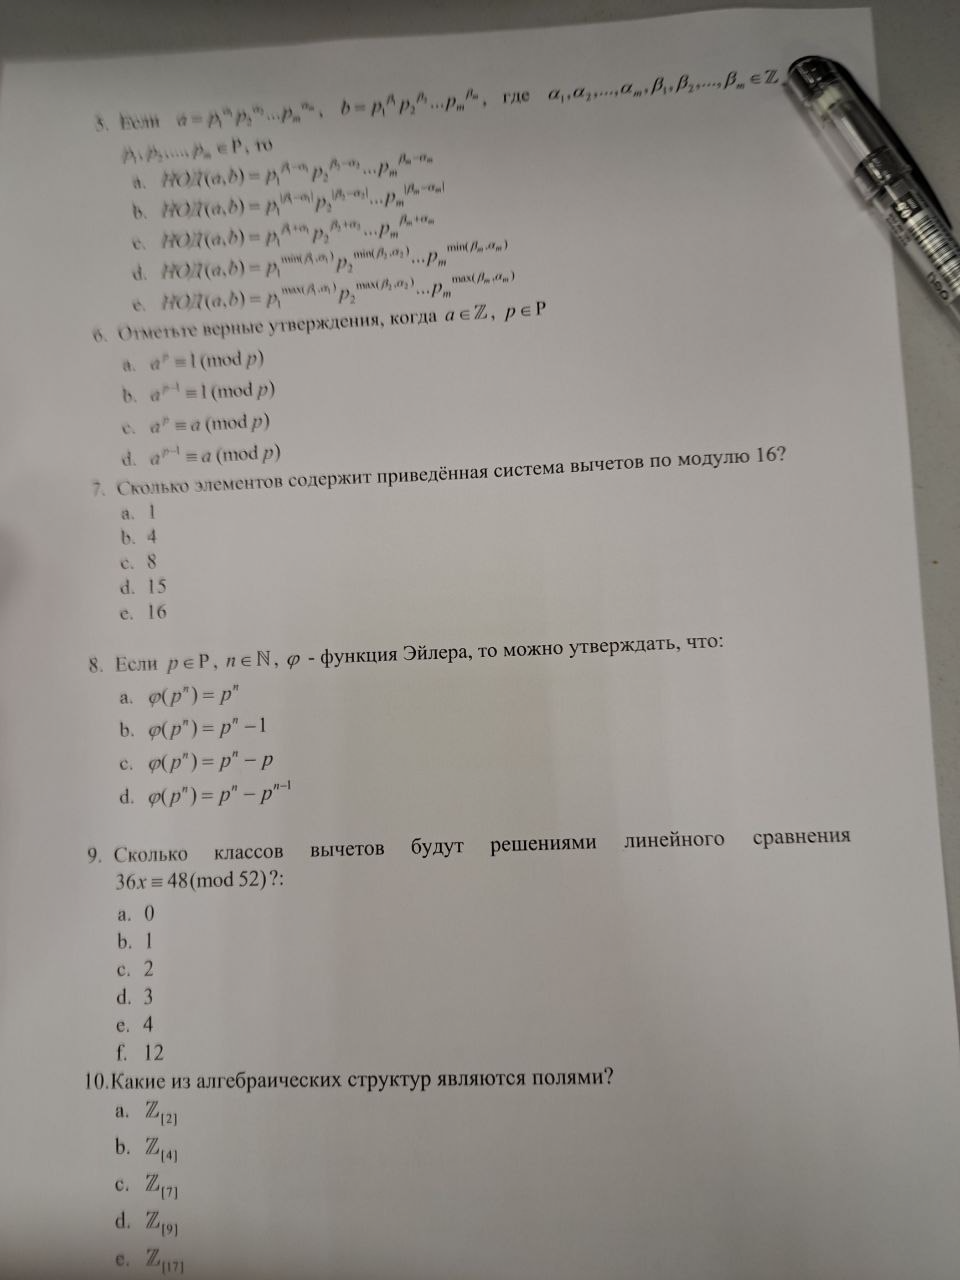 5. Если a = p₁^α₁ p₂^α₂ ... pₘ^αₘ, b = p₁^β₁ p₂^β₂ ... pₘ^βₘ, где α₁, α₂, ..., αₘ, β₁, β₂, ..., βₘ ∈ ℤ
p₁, p₂, ..., pₘ ∈ P, то
a. НОД(a,b) = p₁^(β₁−α₁) p₂^(β₂−α₂) ... pₘ^(βₘ−αₘ)
b. НОД(a,b) = p₁^|β₁−α₁| p₂^|β₂−α₂| ... pₘ^|βₘ−αₘ|
c. НОД(a,b) = p₁^(β₁+α₁) p₂^(β₂+α₂) ... pₘ^(βₘ+αₘ)
d. НОД(a,b) = p₁^min(β₁,α₁) p₂^min(β₂,α₂) ... pₘ^min(βₘ,αₘ)
e. НОД(a,b) = p₁^max(β₁,α₁) p₂^max(β₂,α₂) ... pₘ^max(βₘ,αₘ)
6. Отметьте верные утверждения, когда a ∈ ℤ, p ∈ P
a. a^p ≡ 1 (mod p)
b. a^(p−1) ≡ 1 (mod p)
c. a^p ≡ a (mod p)
d. a^(p−1) ≡ a (mod p)
7. Сколько элементов содержит приведённая система вычетов по модулю 16?
a. 1
b. 4
c. 8
d. 15
e. 16
8. Если p ∈ P, n ∈ ℕ, φ - функция Эйлера, то можно утверждать, что:
a. φ(pⁿ) = pⁿ
b. φ(pⁿ) = pⁿ − 1
c. φ(pⁿ) = pⁿ − p
d. φ(pⁿ) = pⁿ − pⁿ⁻¹
9. Сколько классов вычетов будут решениями линейного сравнения
36x ≡ 48(mod 52)?:
a. 0
b. 1
c. 2
d. 3
e. 4
f. 12
10.Какие из алгебраических структур являются полями?
a. ℤ[2]
b. ℤ[4]
c. ℤ[7]
d. ℤ[9]
e. ℤ[17]